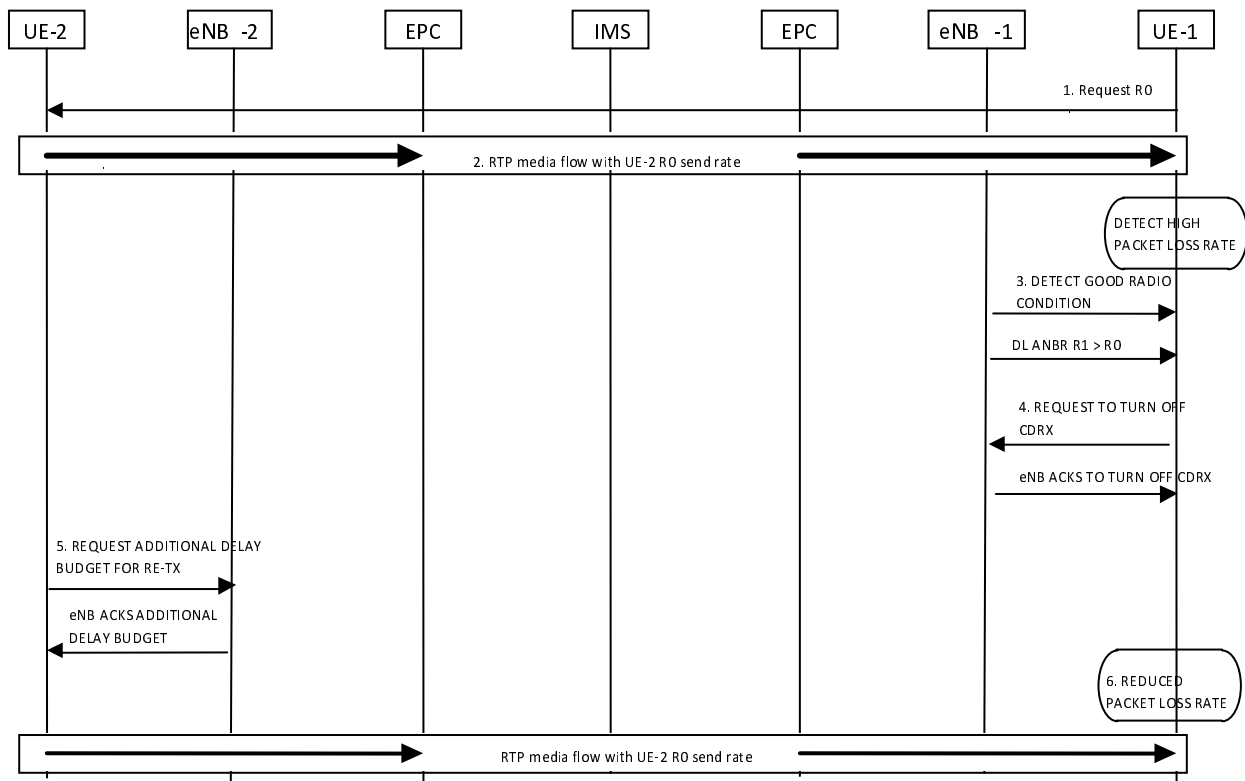 UE-2
eNB -2
EPC
IMS
EPC
eNB -1
UE-1
1. Request R0
2. RTP media flow with UE-2 R0 send rate
DETECT HIGH
PACKET LOSS RATE
3. DETECT GOOD RADIO
CONDITION
DL ANBR R1 > R0
4. REQUEST TO TURN OFF
CDRX
eNB ACKS TO TURN OFF CDRX
5. REQUEST ADDITIONAL DELAY
BUDGET FOR RE-TX
eNB ACKS ADDITIONAL
DELAY BUDGET
6. REDUCED
PACKET LOSS RATE
RTP media flow with UE-2 R0 send rate